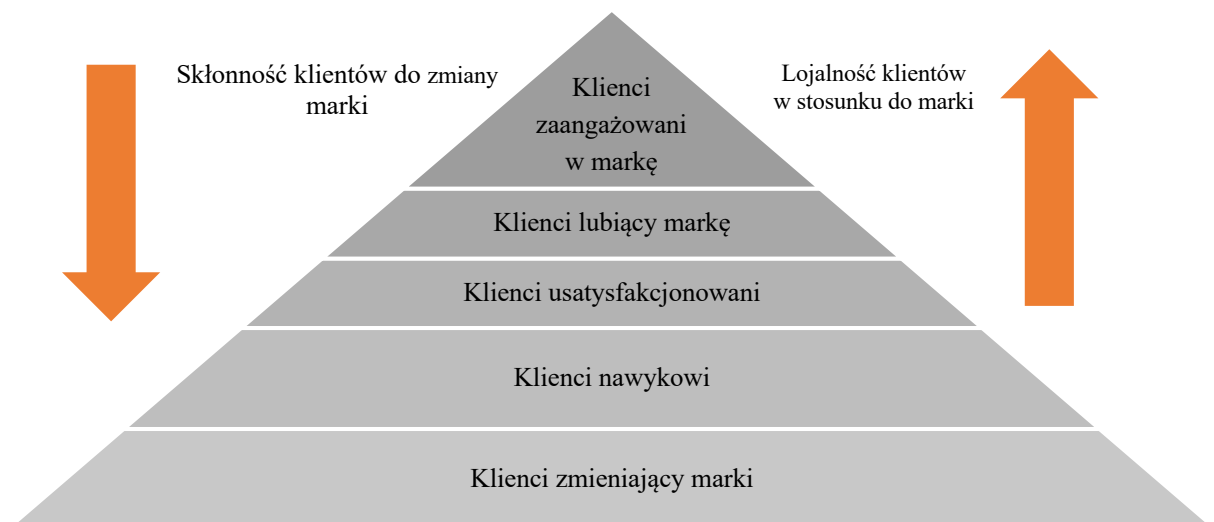 Skłonność klientów do zmiany
marki
Lojalność klientów
w stosunku do marki
Klienci
zaangażowani
w markę
Klienci lubiący markę
Klienci usatysfakcjonowani
Klienci nawykowi
Klienci zmieniający marki